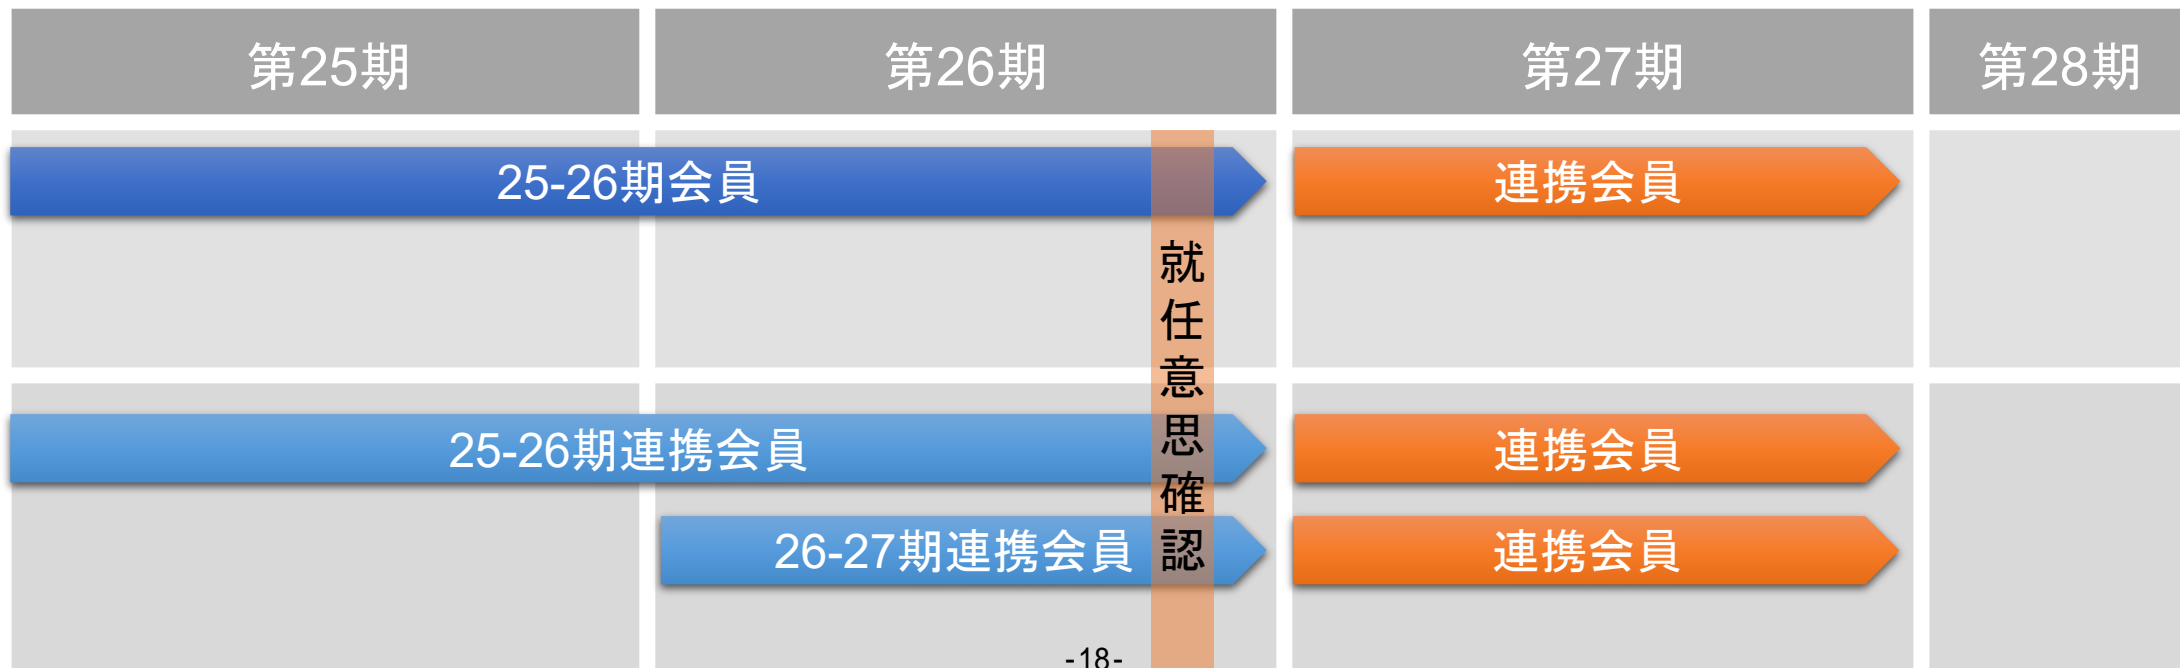 第25期
第26期
第27期
第28期
25-26期会員
連携会員
就任意思確認
25-26期連携会員
連携会員
26-27期連携会員
連携会員
-18-